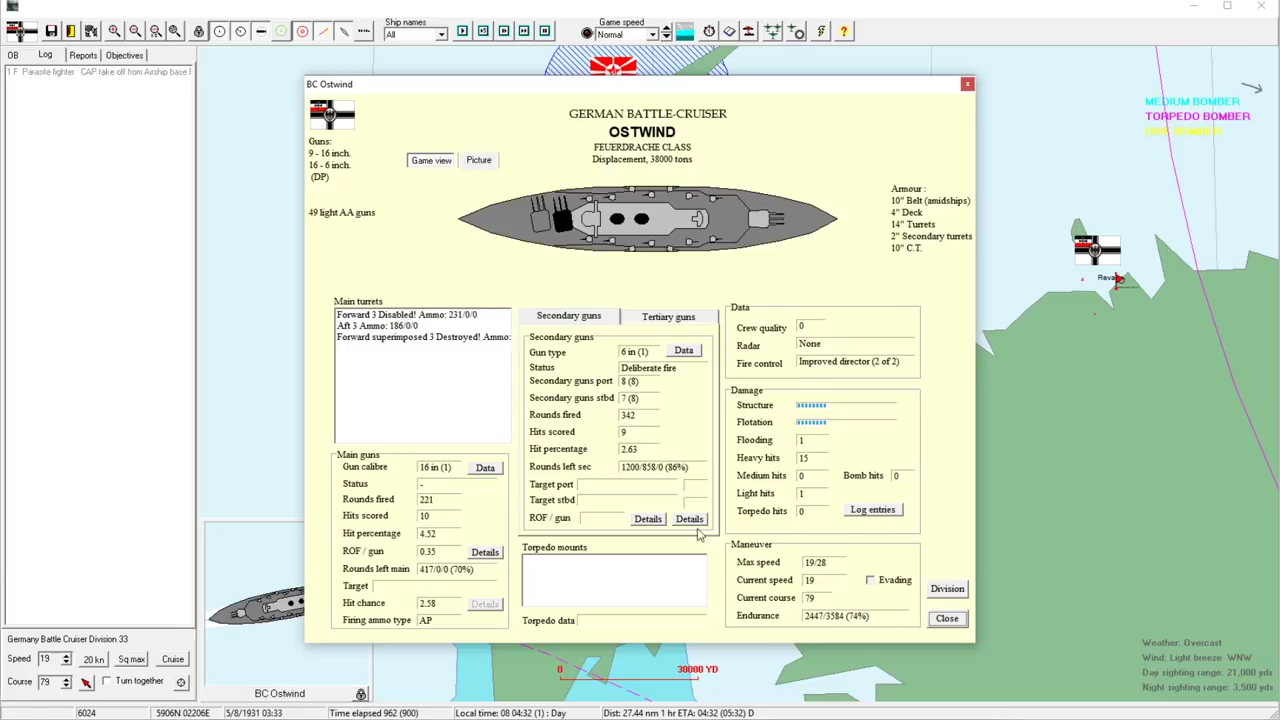 Ship names
All
Game speed
Normal
OB
Log
Reports
Objectives
1 F Parasite fighter CAP take off from Airship base
BC Ostwind
GERMAN BATTLE-CRUISER
OSTWIND
FEUERDRACHE CLASS
Displacement, 38000 tons
Guns:
9 - 16 inch.
16 - 6 inch.
(DP)
49 light AA guns
Game view
Picture
Armour :
10" Belt (amidships)
4" Deck
14" Turrets
2" Secondary turrets
10" C.T.
Main turrets
Forward 3 Disabled! Ammo: 231/0/0
Aft 3 Ammo: 186/0/0
Forward superimposed 3 Destroyed! Ammo:
Main guns
Gun calibre 16 in (1) Data
Status -
Rounds fired 221
Hits scored 10
Hit percentage 4.52
ROF / gun 0.35 Details
Rounds left main 417/0/0 (70%)
Target
Hit chance 2.58 Details
Firing ammo type AP
Secondary guns
Tertiary guns
Secondary guns
Gun type 6 in (1) Data
Status Deliberate fire
Secondary guns port 8 (8)
Secondary guns stbd 7 (8)
Rounds fired 342
Hits scored 9
Hit percentage 2.63
Rounds left sec 1200/858/0 (86%)
Target port
Target stbd
ROF / gun Details Details
Torpedo mounts
Torpedo data
Data
Crew quality 0
Radar None
Fire control Improved director (2 of 2)
Damage
Structure
Flotation
Flooding 1
Heavy hits 15
Medium hits 0 Bomb hits 0
Light hits 1
Torpedo hits 0 Log entries
Maneuver
Max speed 19/28
Current speed 19 Evading
Current course 79
Endurance 2447/3584 (74%)
Division
Close
MEDIUM BOMBER
TORPEDO BOMBER
Reva
Weather: Overcast
Wind: Light breeze WNW
Day sighting range: 21,000 yds
Night sighting range: 3,500 yds
0 30000 YD
Germany Battle Cruiser Division 33
Speed 19 20 kn Sq max Cruise
Course 79 Turn together
BC Ostwind
6024 5906N 02206E 5/8/1931 03:33 Time elapsed 962 (900) Local time: 08 04:32 (1) : Day Dist: 27.44 nm 1 hr ETA: 04:32 (05:32) D